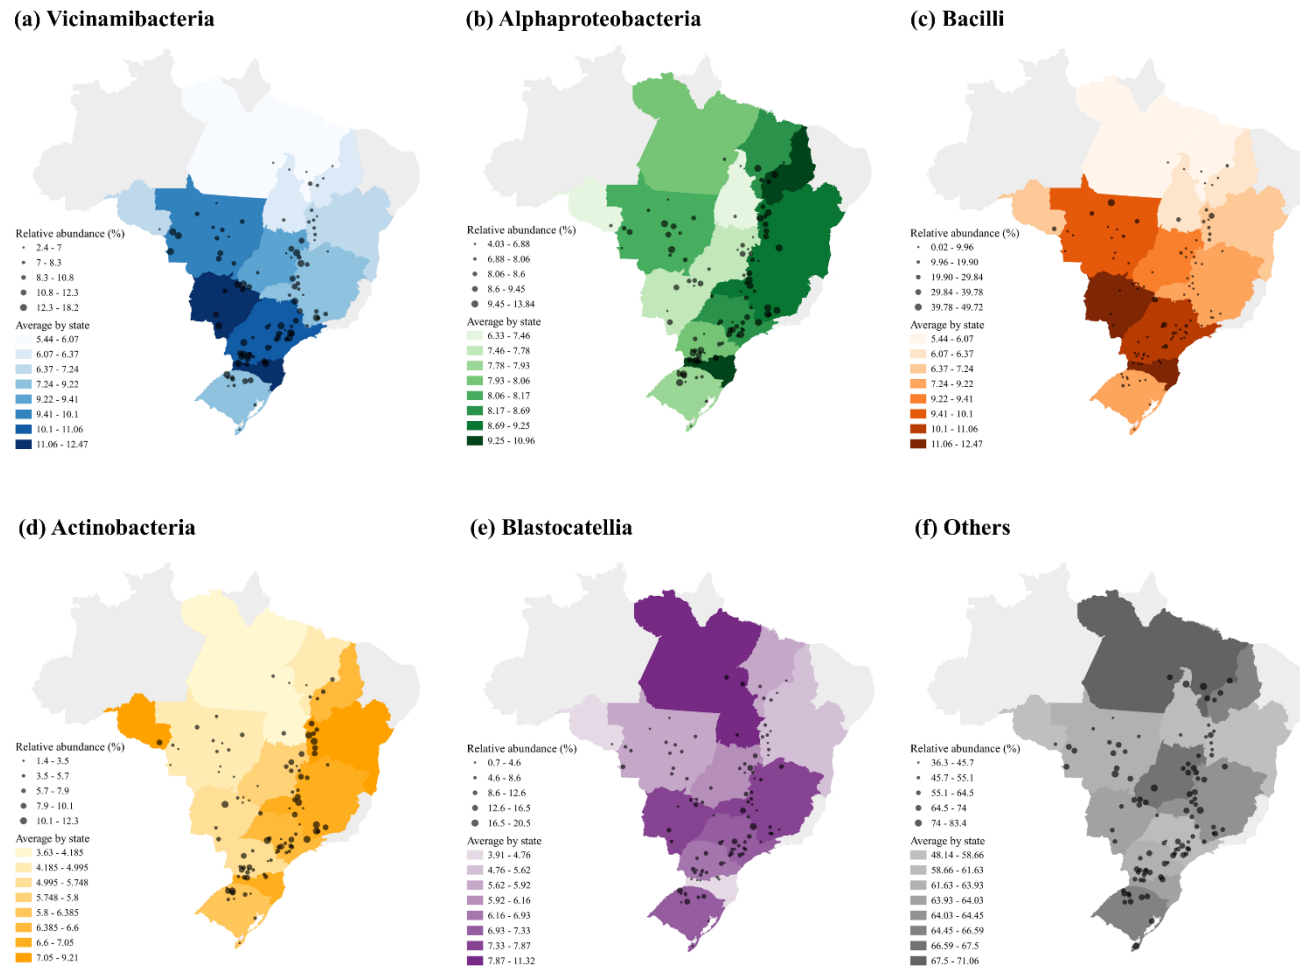 (a) Vicinamibacteria
Relative abundance (%)
2.4 - 7
7 - 8.3
8.3 - 10.8
10.8 - 12.3
12.3 - 18.2
Average by state
5.44 - 6.07
6.07 - 6.37
6.37 - 7.24
7.24 - 9.22
9.22 - 9.41
9.41 - 10.1
10.1 - 11.06
11.06 - 12.47
(b) Alphaproteobacteria
Relative abundance (%)
4.03 - 6.88
6.88 - 8.06
8.06 - 8.6
8.6 - 9.45
9.45 - 13.84
Average by state
6.33 - 7.46
7.46 - 7.78
7.78 - 7.93
7.93 - 8.06
8.06 - 8.17
8.17 - 8.69
8.69 - 9.25
9.25 - 10.96
(c) Bacilli
Relative abundance (%)
0.02 - 9.96
9.96 - 19.90
19.90 - 29.84
29.84 - 39.78
39.78 - 49.72
Average by state
5.44 - 6.07
6.07 - 6.37
6.37 - 7.24
7.24 - 9.22
9.22 - 9.41
9.41 - 10.1
10.1 - 11.06
11.06 - 12.47
(d) Actinobacteria
Relative abundance (%)
1.4 - 3.5
3.5 - 5.7
5.7 - 7.9
7.9 - 10.1
10.1 - 12.3
Average by state
3.63 - 4.185
4.185 - 4.995
4.995 - 5.748
5.748 - 5.8
5.8 - 6.385
6.385 - 6.6
6.6 - 7.05
7.05 - 9.21
(e) Blastocatellia
Relative abundance (%)
0.7 - 4.6
4.6 - 8.6
8.6 - 12.6
12.6 - 16.5
16.5 - 20.5
Average by state
3.91 - 4.76
4.76 - 5.62
5.62 - 5.92
5.92 - 6.16
6.16 - 6.93
6.93 - 7.33
7.33 - 7.87
7.87 - 11.32
(f) Others
Relative abundance (%)
36.3 - 45.7
45.7 - 55.1
55.1 - 64.5
64.5 - 74
74 - 83.4
Average by state
48.14 - 58.66
58.66 - 61.63
61.63 - 63.93
63.93 - 64.03
64.03 - 64.45
64.45 - 66.59
66.59 - 67.5
67.5 - 71.06